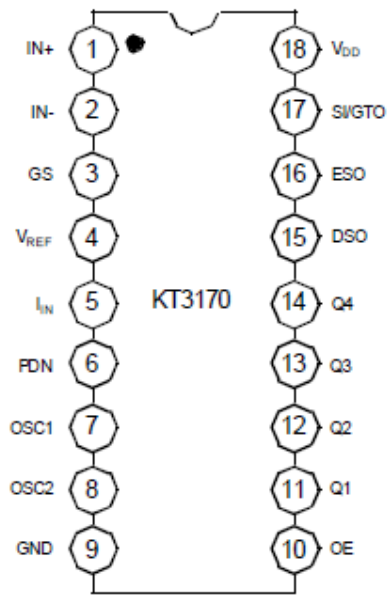 IN+ 1 18 VDD
IN- 2 17 SI/GTO
GS 3 16 ESO
VREF 4 15 DSO
IIN 5 KT3170 14 Q4
PDN 6 13 Q3
OSC1 7 12 Q2
OSC2 8 11 Q1
GND 9 10 OE